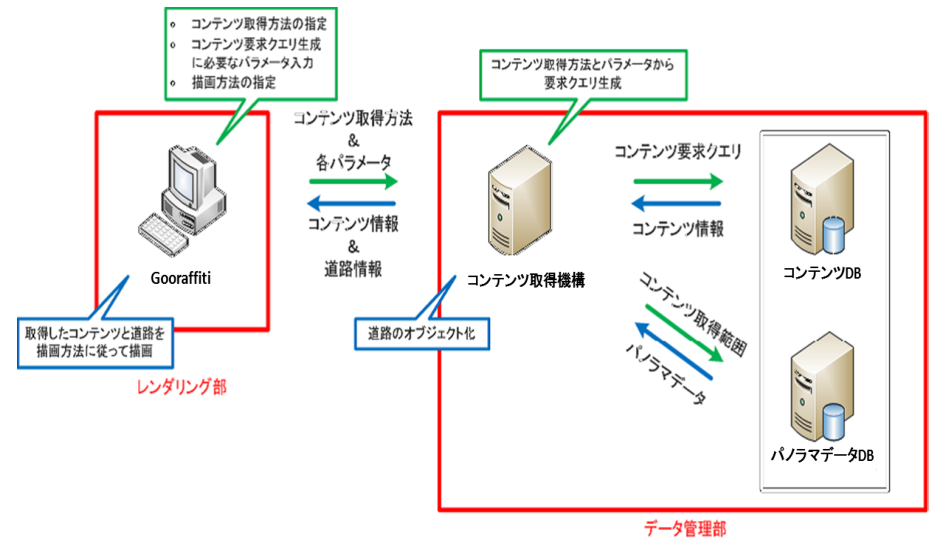 コンテンツ取得方法の指定
コンテンツ要求クエリ生成
に必要なパラメータ入力
描画方法の指定
コンテンツ取得方法とパラメータから
要求クエリ生成
コンテンツ取得方法
&
各パラメータ
コンテンツ情報
&
道路情報
コンテンツ要求クエリ
コンテンツ情報
Gooraffiti
コンテンツ取得機構
コンテンツDB
取得したコンテンツと道路を
描画方法に従って描画
道路のオブジェクト化
コンテンツ取得範囲
パノラマデータ
レンダリング部
パノラマデータDB
データ管理部